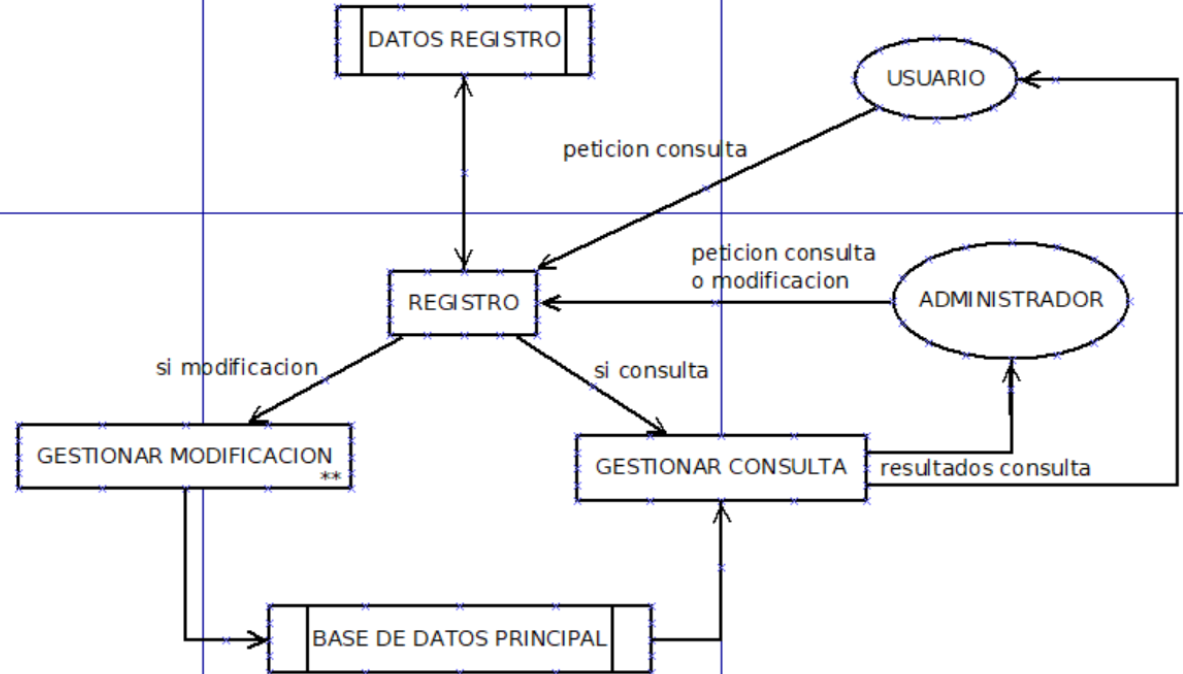 DATOS REGISTRO
USUARIO
peticion consulta
peticion consulta
o modificacion
REGISTRO
ADMINISTRADOR
si modificacion
si consulta
GESTIONAR MODIFICACION
**
GESTIONAR CONSULTA
resultados consulta
BASE DE DATOS PRINCIPAL